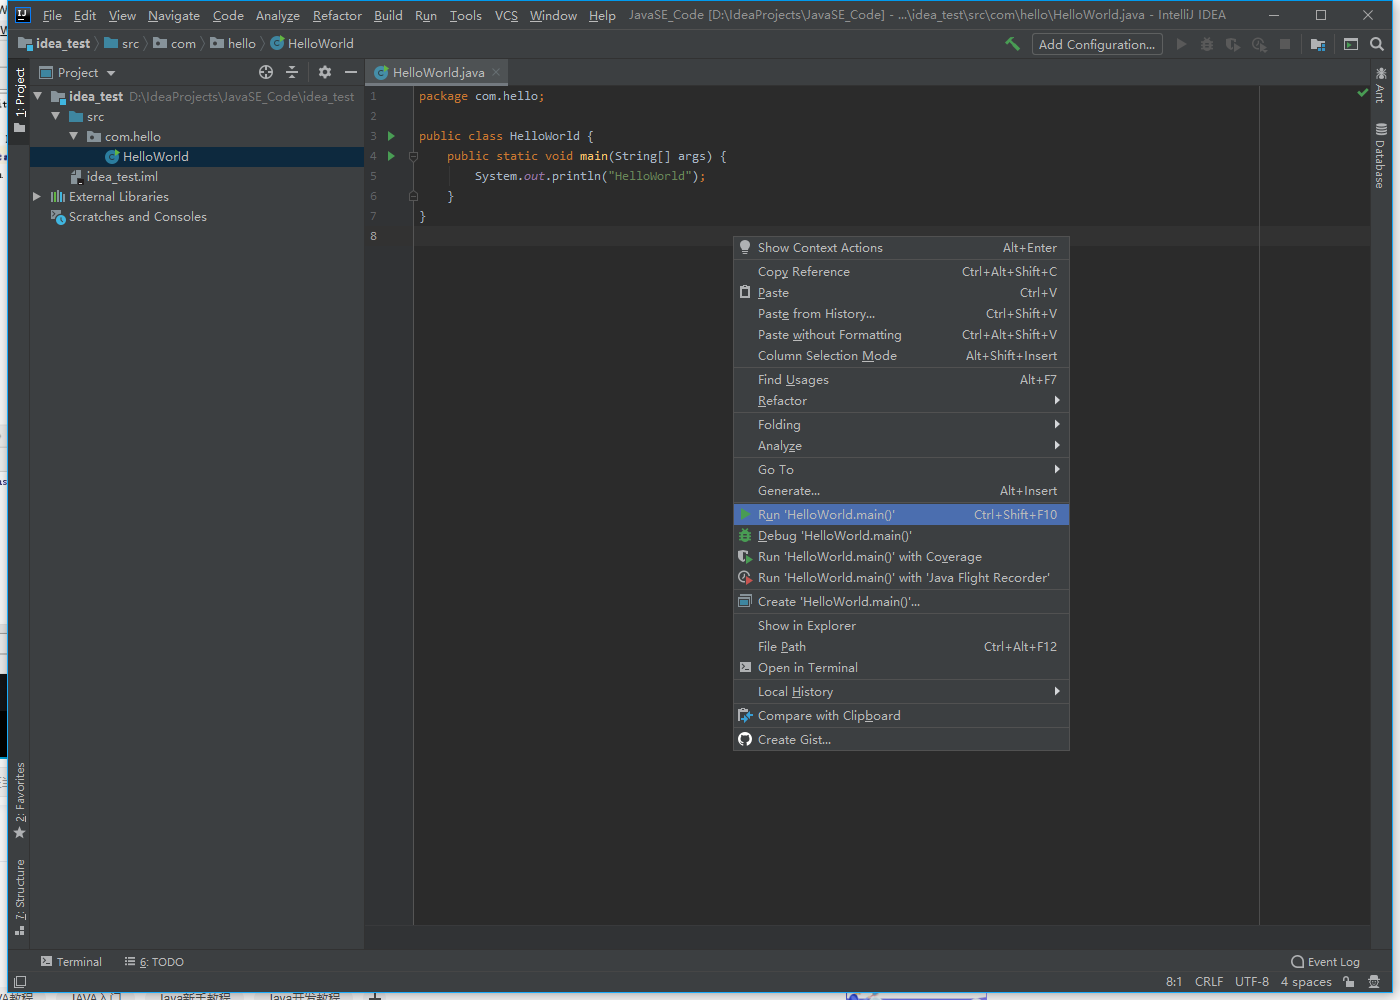 File Edit View Navigate Code Analyze Refactor Build Run Tools VCS Window Help JavaSE_Code [D:\IdeaProjects\JavaSE_Code] - ...\idea_test\src\com\hello\HelloWorld.java - IntelliJ IDEA
idea_test src com hello HelloWorld Add Configuration...
1: Project
Project
HelloWorld.java
Ant
Database
idea_test D:\IdeaProjects\JavaSE_Code\idea_test
src
com.hello
HelloWorld
idea_test.iml
External Libraries
Scratches and Consoles
1 package com.hello;
2
3 public class HelloWorld {
4 public static void main(String[] args) {
5 System.out.println("HelloWorld");
6 }
7 }
8
Show Context Actions Alt+Enter
Copy Reference Ctrl+Alt+Shift+C
Paste Ctrl+V
Paste from History... Ctrl+Shift+V
Paste without Formatting Ctrl+Alt+Shift+V
Column Selection Mode Alt+Shift+Insert
Find Usages Alt+F7
Refactor
Folding
Analyze
Go To
Generate... Alt+Insert
Run 'HelloWorld.main()' Ctrl+Shift+F10
Debug 'HelloWorld.main()'
Run 'HelloWorld.main()' with Coverage
Run 'HelloWorld.main()' with 'Java Flight Recorder'
Create 'HelloWorld.main()'...
Show in Explorer
File Path Ctrl+Alt+F12
Open in Terminal
Local History
Compare with Clipboard
Create Gist...
2: Favorites
7: Structure
Terminal 6: TODO Event Log
8:1 CRLF UTF-8 4 spaces